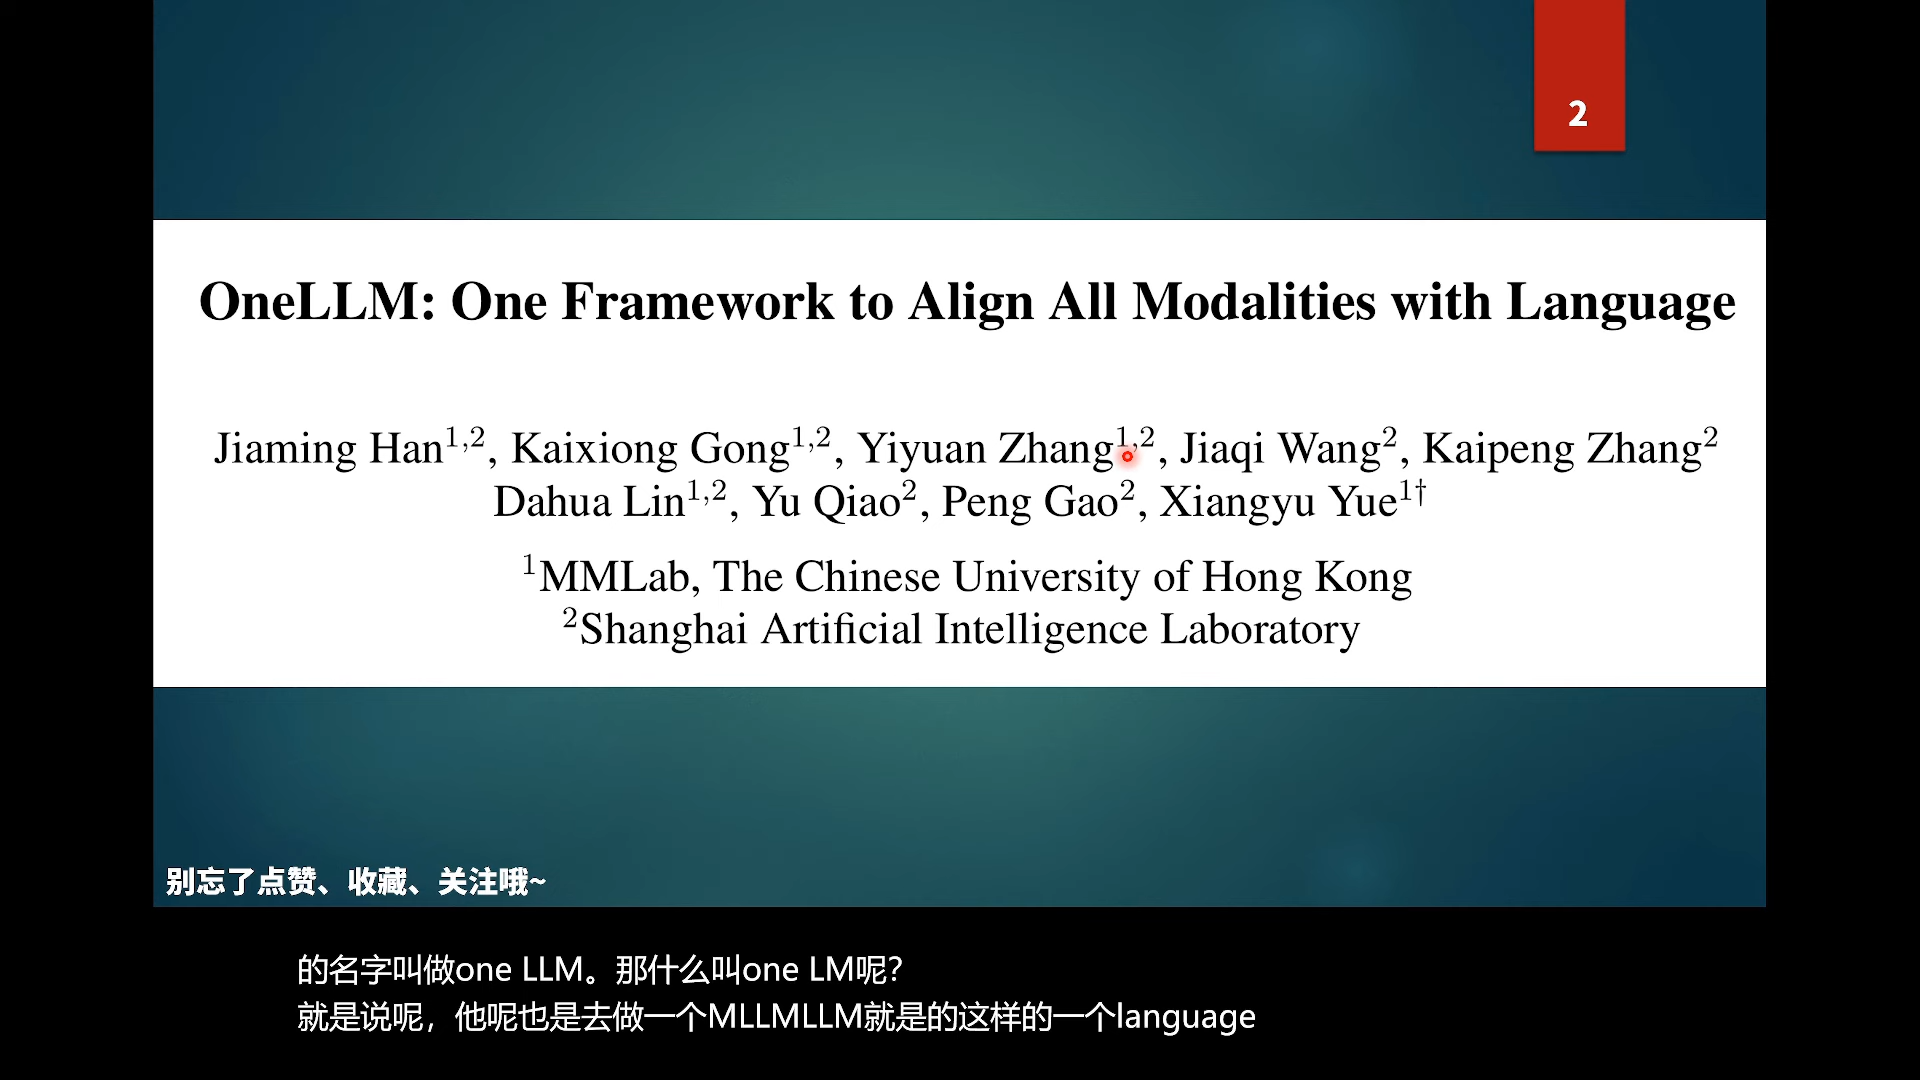 2
OneLLM: One Framework to Align All Modalities with Language
Jiaming Han1,2, Kaixiong Gong1,2, Yiyuan Zhang1,2, Jiaqi Wang2, Kaipeng Zhang2
Dahua Lin1,2, Yu Qiao2, Peng Gao2, Xiangyu Yue1†
1MMLab, The Chinese University of Hong Kong
2Shanghai Artificial Intelligence Laboratory
别忘了点赞、收藏、关注哦~
的名字叫做one LLM。那什么叫one LM呢?
就是说呢，他呢也是去做一个MLLMLLM就是的这样的一个language